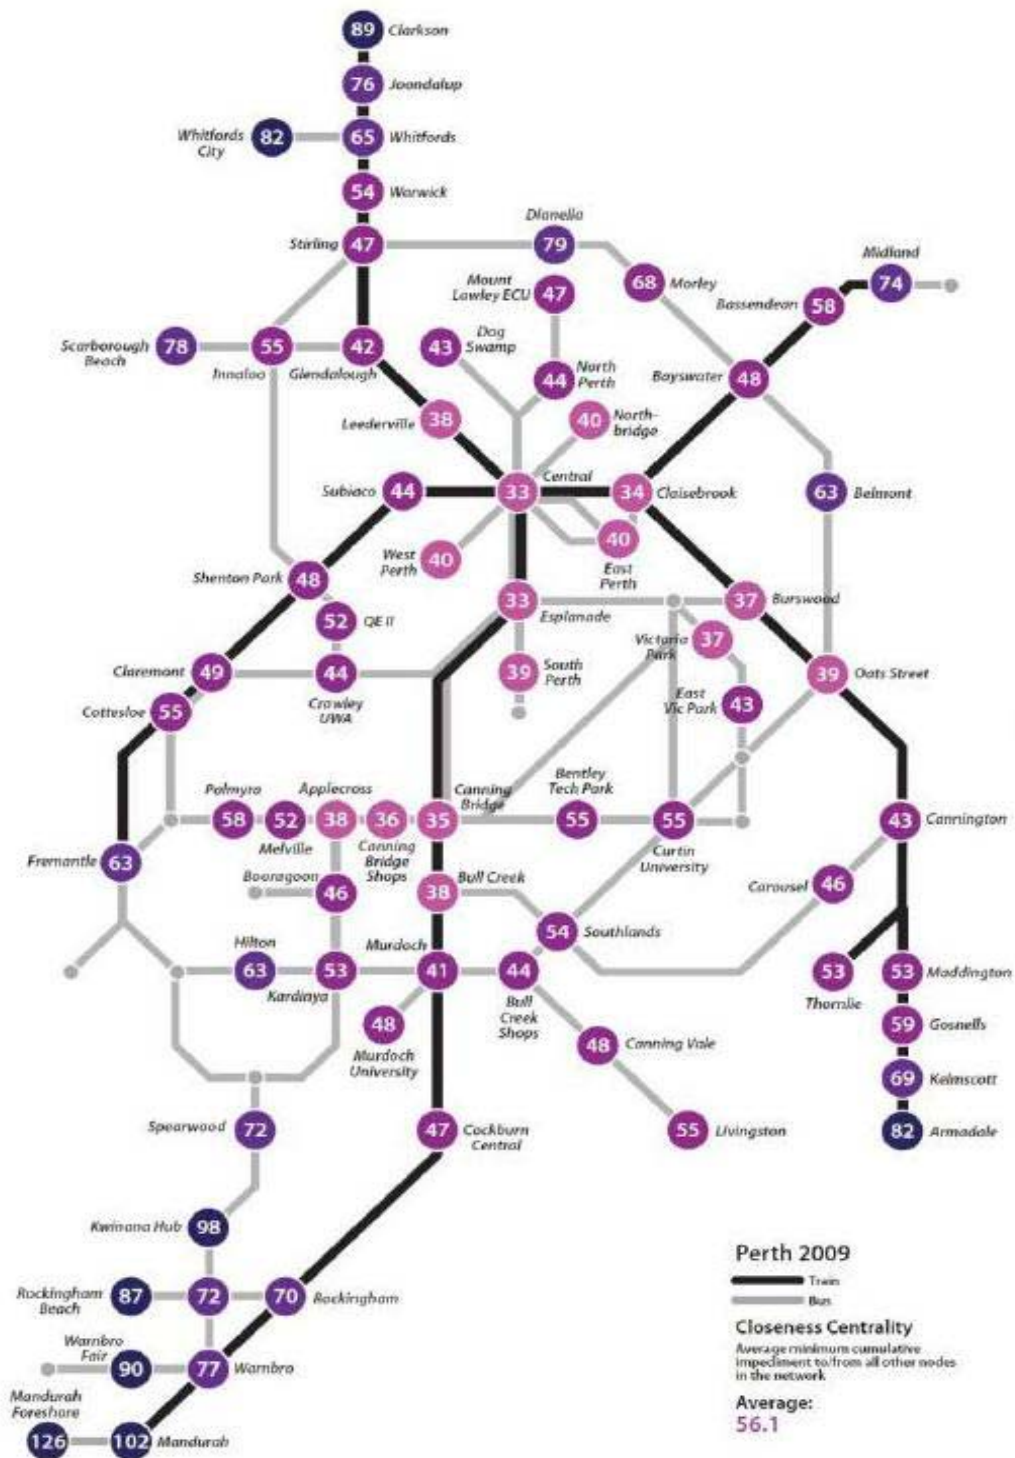 89 Clarkson
76 Joondalup
Whitfords
City
82
65 Whitfords
54 Warwick
Dianella
Stirling 47
79
Midland
74
Mount
Lawley ECU
47
68 Morley
Bassendean 58
Scarborough
Beach
78
55
Innaloo
42
Glendalough
43 Dog
Swamp
44 North
Perth
Bayswater 48
Leederville 38
40 North-
bridge
Subiaco 44
33 Central
34 Claisebrook
63 Belmont
West
Perth
40
40
East
Perth
Shenton Park 48
52 QE II
33
Esplanade
37 Burswood
Victoria
Park
37
Claremont 49
44
Crawley
UWA
39 South
Perth
39 Oats Street
Cottesloe 55
East
Vic Park
43
Palmyra
58
52
Melville
Applecross
38
36
Canning
Bridge
Shops
Canning
Bridge
35
Bentley
Tech Park
55
55
Curtin
University
43 Cannington
Fremantle 63
Booragoon 46
38 Bull Creek
Carousel 46
54 Southlands
Hilton
63
53
Kardinya
Murdoch
41
44
Bull
Creek
Shops
53
Thornlie
53 Maddington
48
Murdoch
University
48 Canning Vale
59 Gosnells
69 Kelmscott
Spearwood 72
47 Cockburn
Central
55 Livingston
82 Armadale
Kwinana Hub 98
Rockingham
Beach
87
72
70 Rockingham
Warnbro
Fair
90
77 Warnbro
Mandurah
Foreshore
126
102 Mandurah
Perth 2009
Train
Bus
Closeness Centrality
Average minimum cumulative
impediment to/from all other nodes
in the network
Average:
56.1